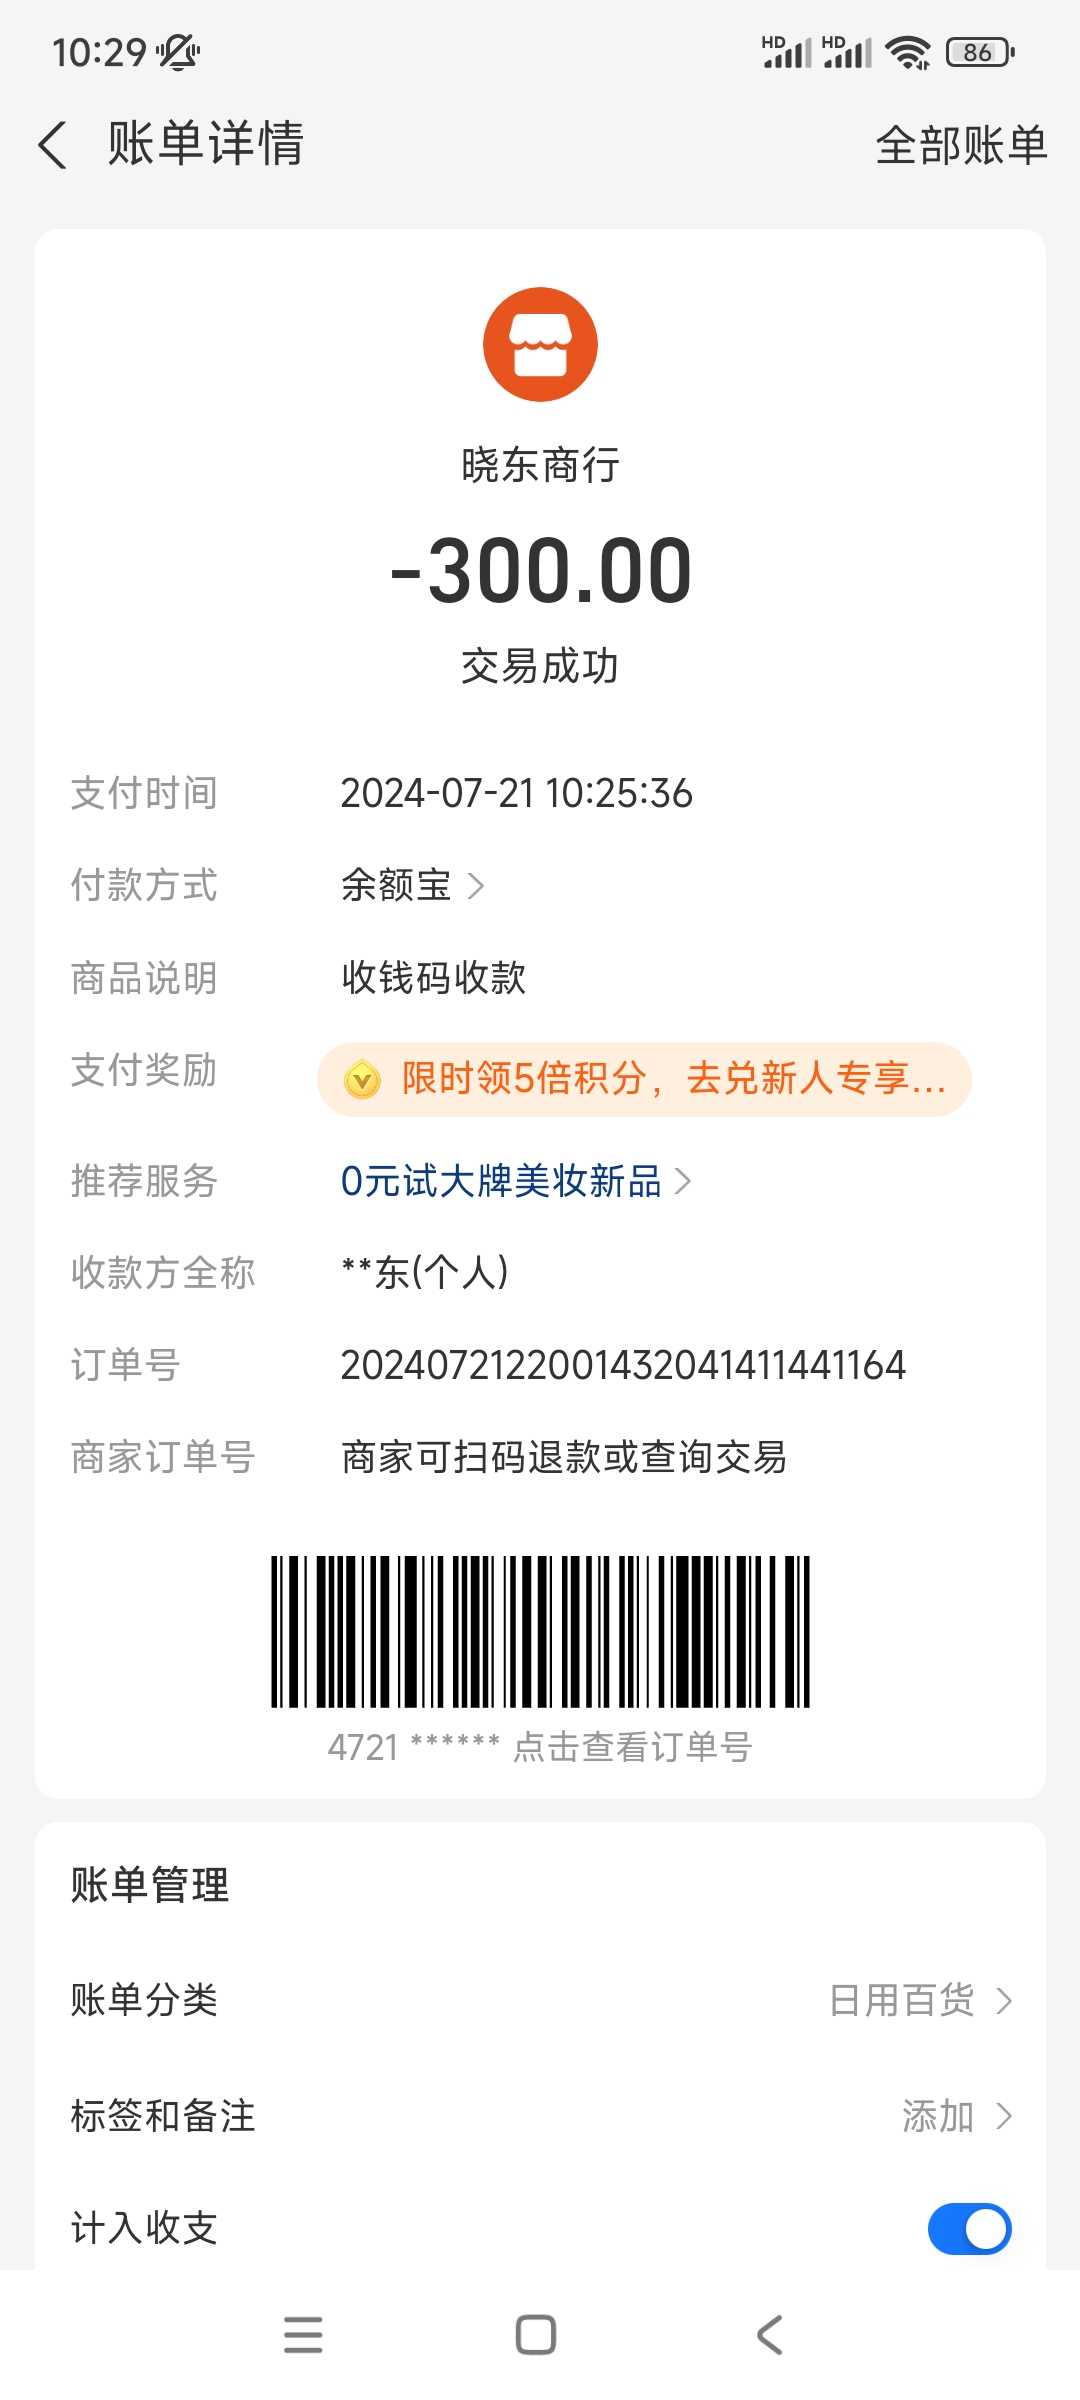 10:29
HD HD 86
账单详情 全部账单
晓东商行
-300.00
交易成功
支付时间 2024-07-21 10:25:36
付款方式 余额宝
商品说明 收钱码收款
支付奖励 限时领5倍积分，去兑新人专享...
推荐服务 0元试大牌美妆新品
收款方全称 **东(个人)
订单号 2024072122001432041411441164
商家订单号 商家可扫码退款或查询交易
4721 ****** 点击查看订单号
账单管理
账单分类 日用百货
标签和备注 添加
计入收支